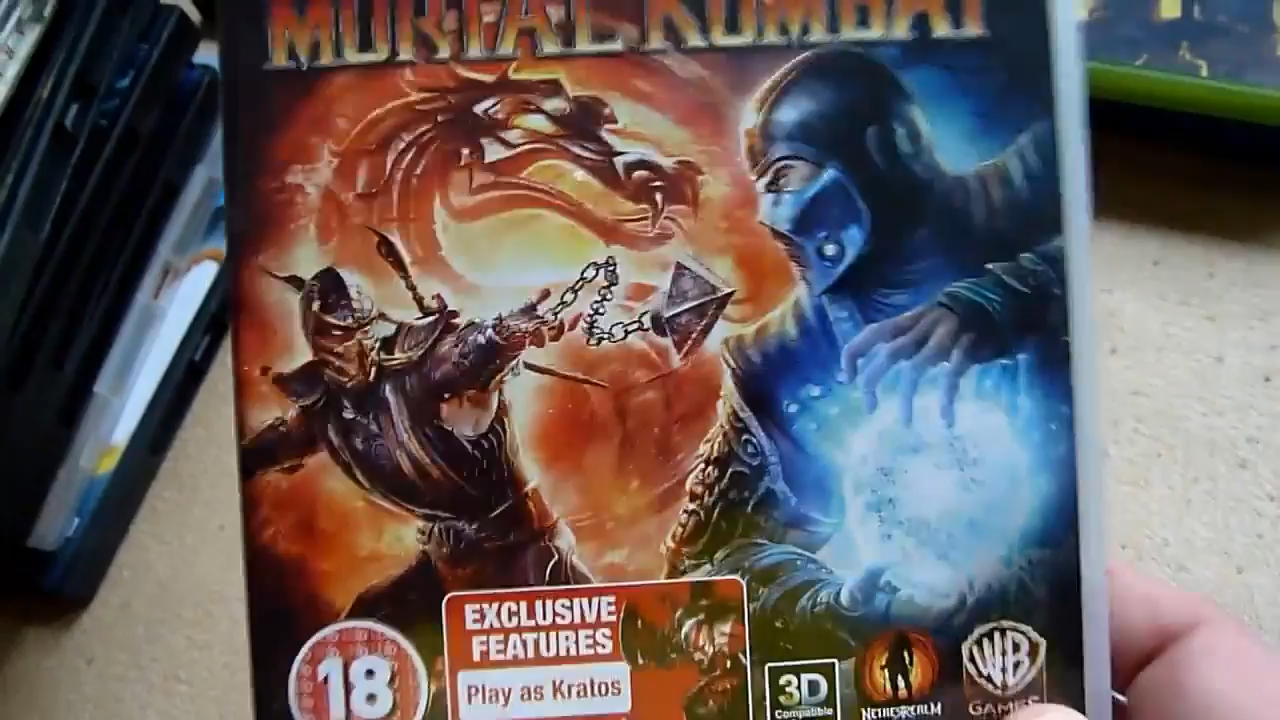 MORTAL KOMBAT
EXCLUSIVE
FEATURES
Play as Kratos
18
3D
Compatible
NETHERREALM
WB
GAMES